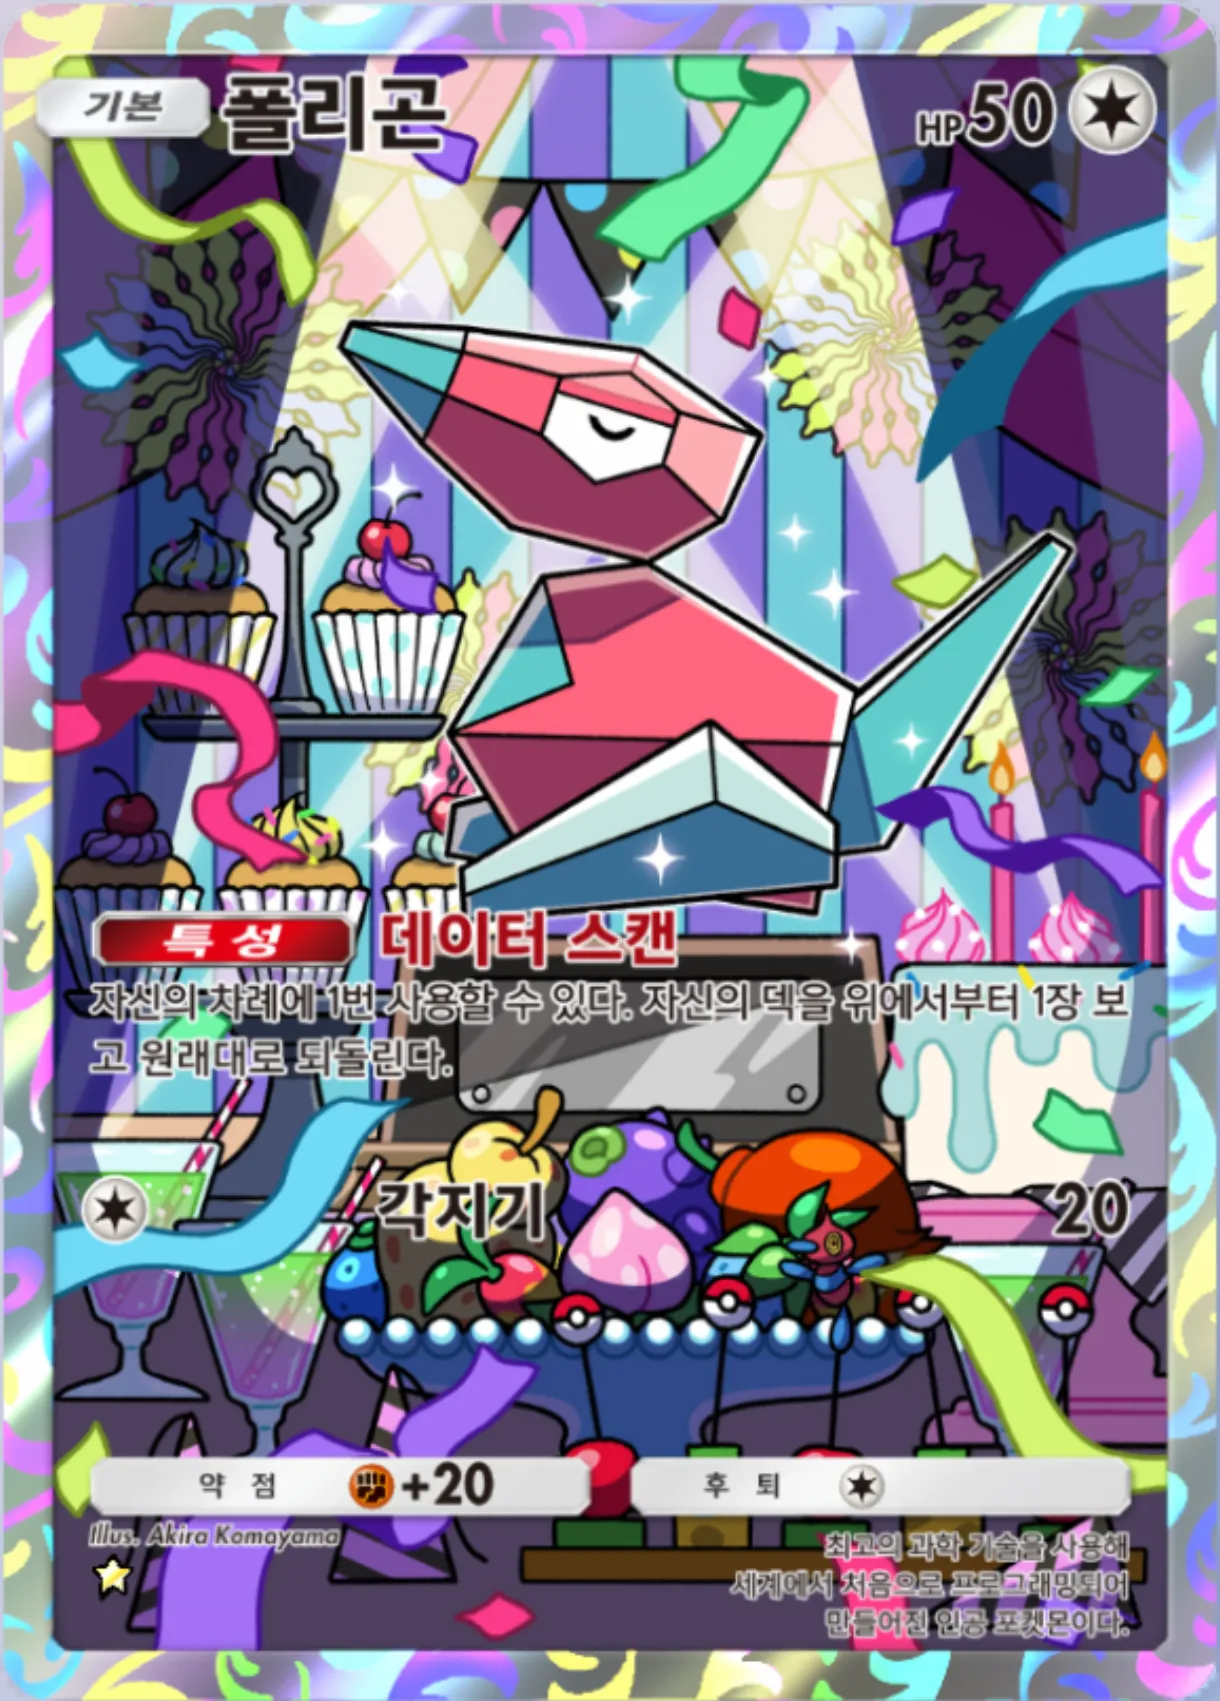 기본
폴리곤
HP50
특성 데이터 스캔
자신의 차례에 1번 사용할 수 있다. 자신의 덱을 위에서부터 1장 보
고 원래대로 되돌린다.
각지기 20
약점 +20
후퇴
Illus. Akira Komayama
최고의 과학 기술을 사용해
세계에서 처음으로 프로그래밍되어
만들어진 인공 포켓몬이다.